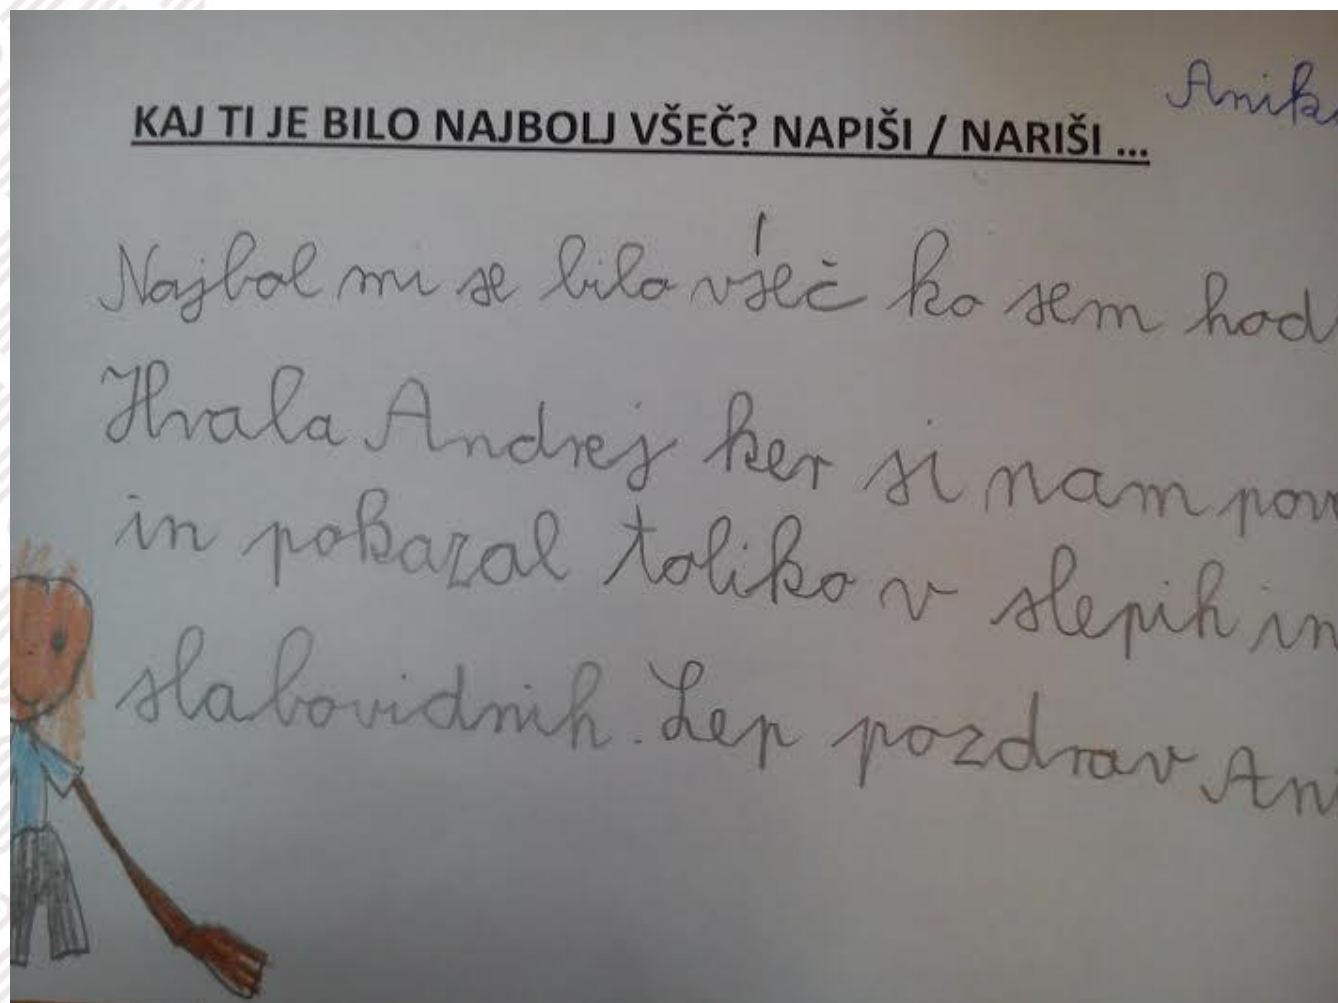 Anik
KAJ TI JE BILO NAJBOLJ VŠEČ? NAPIŠI / NARIŠI ...
Najbol mi se bilo všeč ko sem hod
Hvala Andrej ker si nam pov
in pokazal toliko v slepih in
slabovidnih. Lep pozdrav An